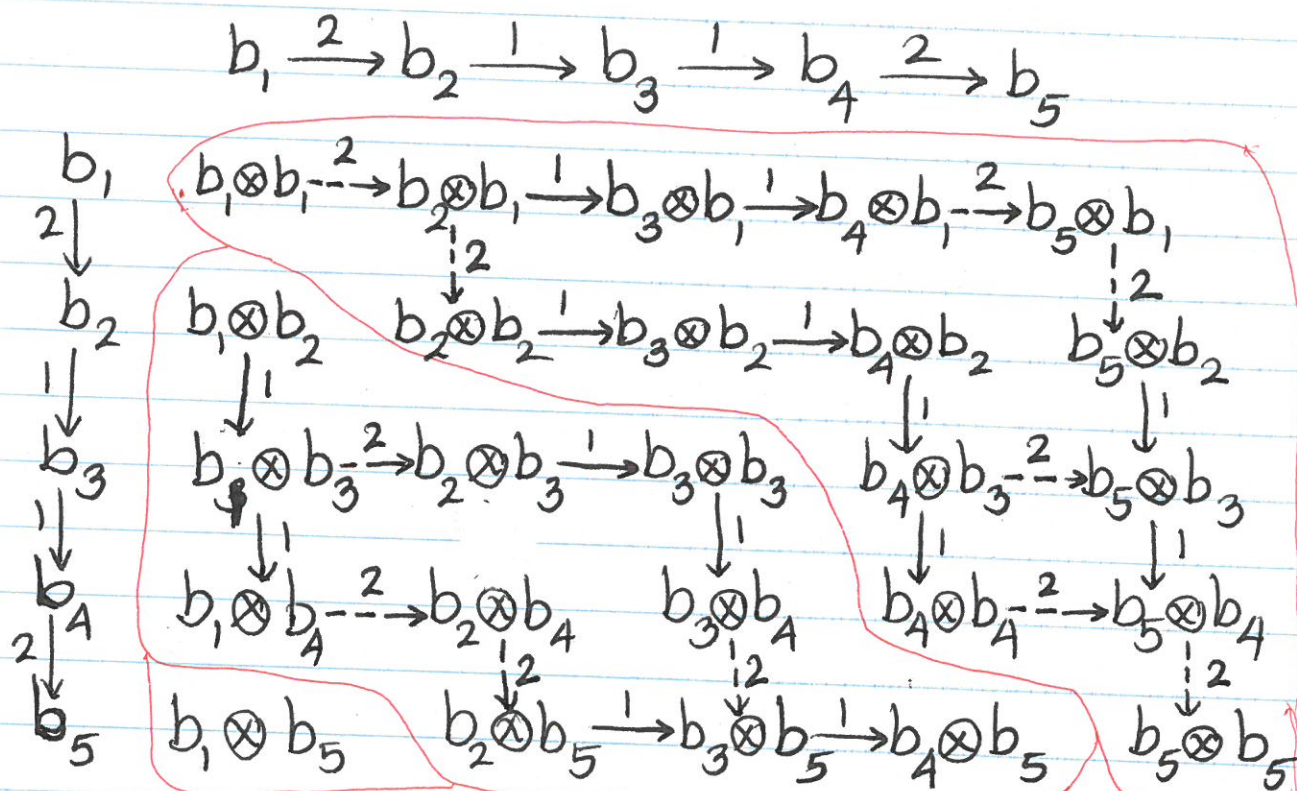 b₁ —2→ b₂ —1→ b₃ —1→ b₄ —2→ b₅
b₁ b₁⊗b₁ --2→ b₂⊗b₁ —1→ b₃⊗b₁ —1→ b₄⊗b₁ --2→ b₅⊗b₁
2 2 2
b₂ b₁⊗b₂ b₂⊗b₂ —1→ b₃⊗b₂ —1→ b₄⊗b₂ b₅⊗b₂
1 1 1 1
b₃ b₁⊗b₃ --2→ b₂⊗b₃ —1→ b₃⊗b₃ b₄⊗b₃ --2→ b₅⊗b₃
1 1 1 1 1
b₄ b₁⊗b₄ --2→ b₂⊗b₄ b₃⊗b₄ b₄⊗b₄ --2→ b₅⊗b₄
2 2 2 2
b₅ b₁⊗b₅ b₂⊗b₅ —1→ b₃⊗b₅ —1→ b₄⊗b₅ b₅⊗b₅